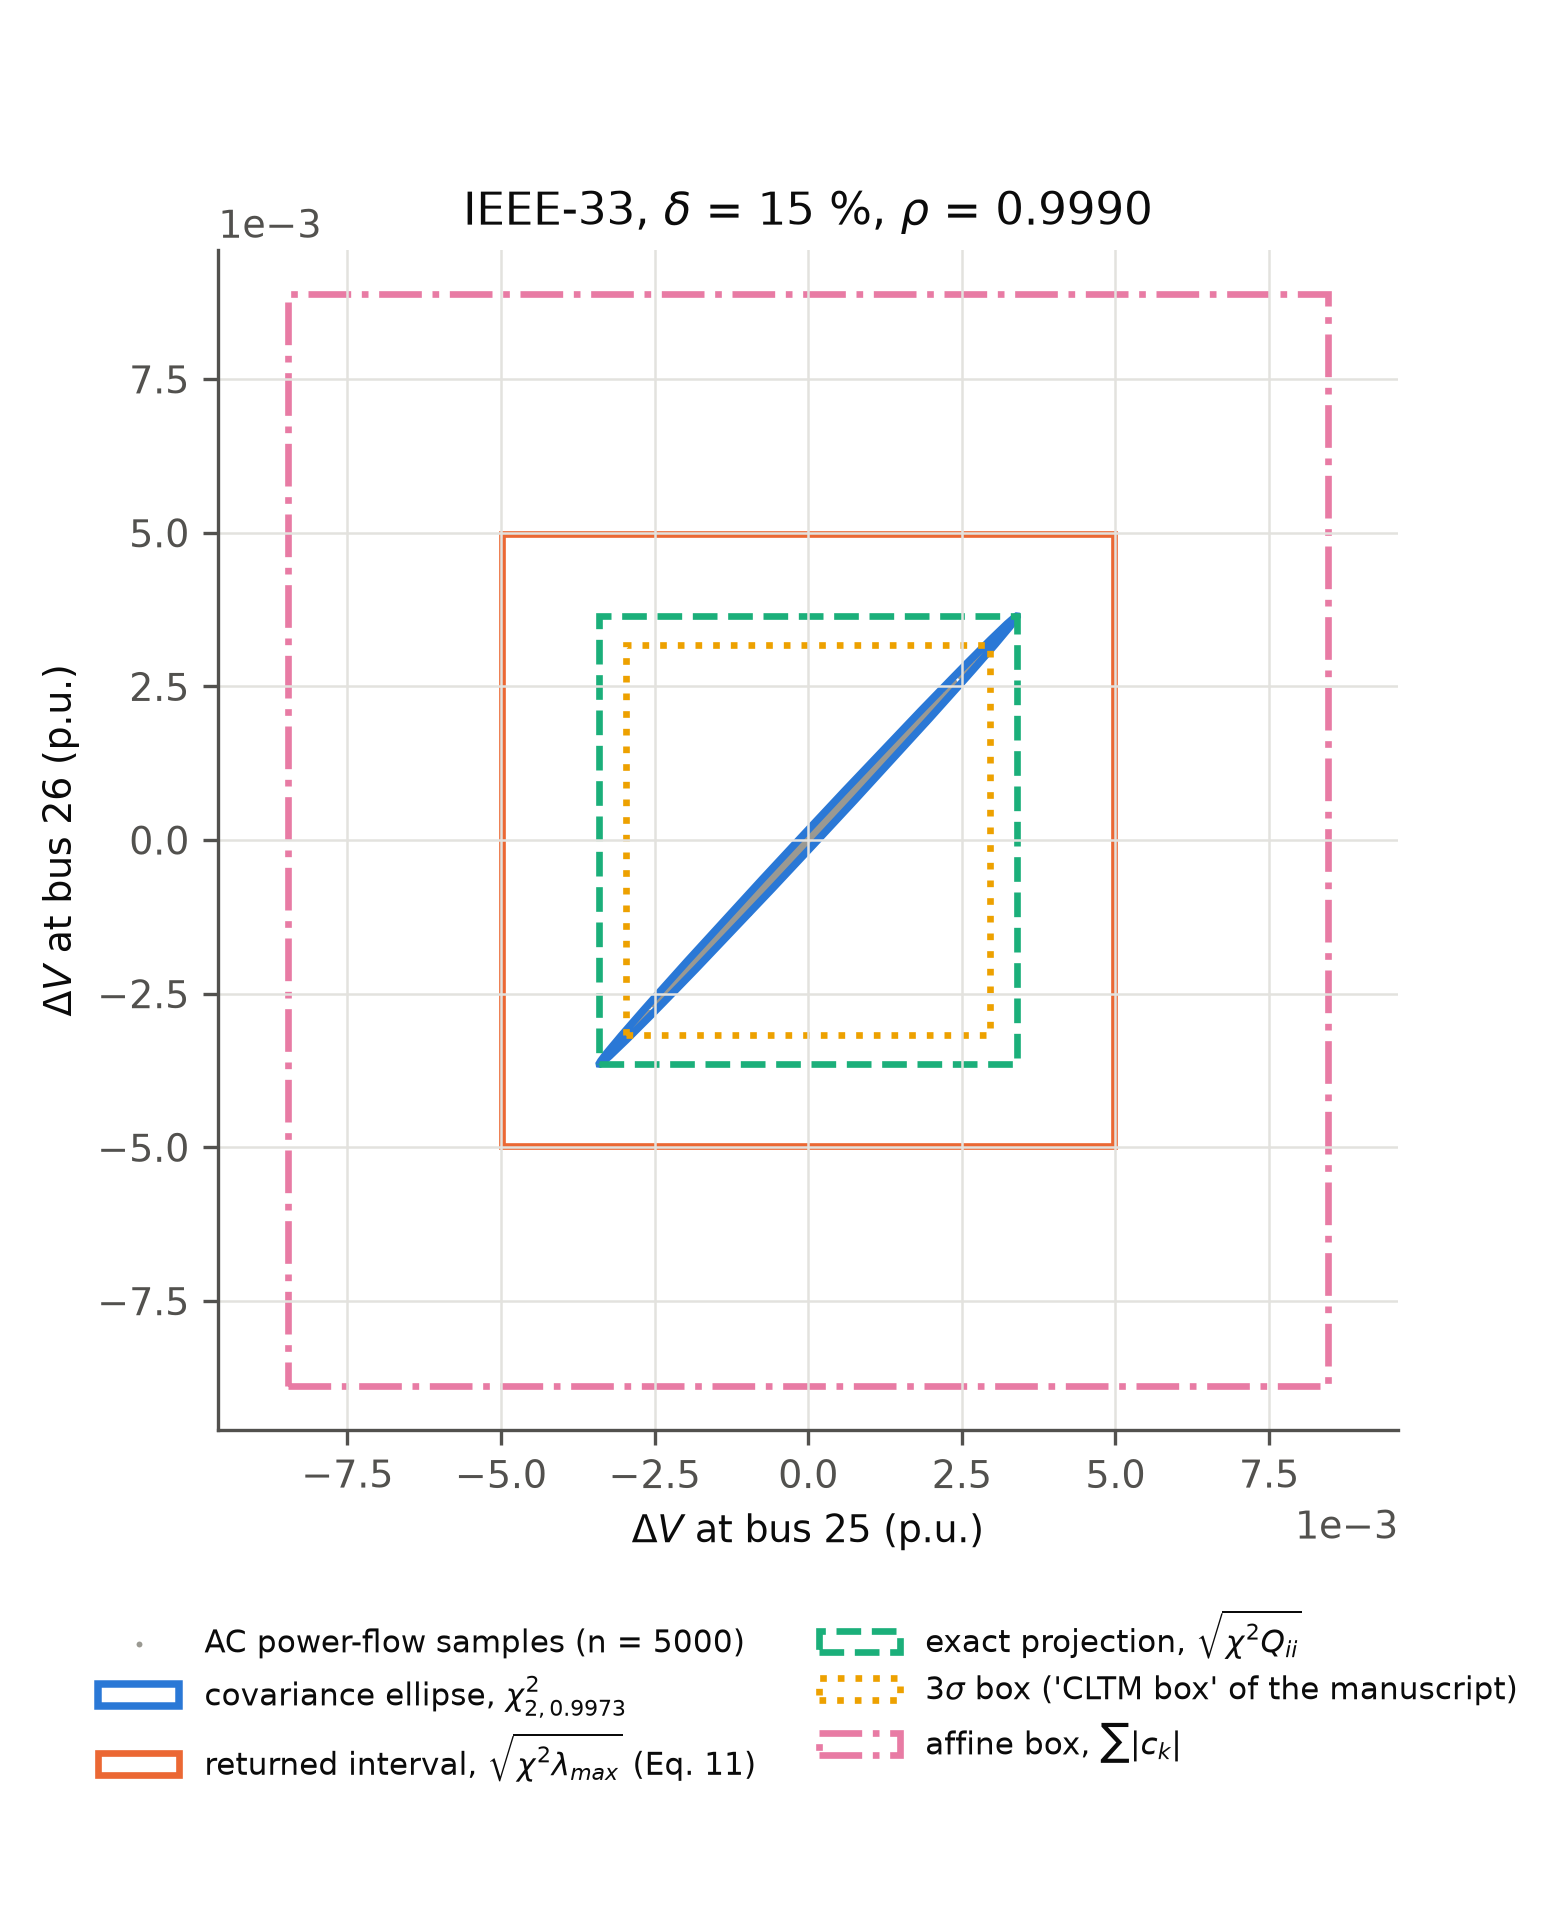 IEEE-33, δ = 15 %, ρ = 0.9990
1e−3
7.5
5.0
2.5
0.0
−2.5
−5.0
−7.5
ΔV at bus 26 (p.u.)
−7.5 −5.0 −2.5 0.0 2.5 5.0 7.5
ΔV at bus 25 (p.u.)
1e−3
AC power-flow samples (n = 5000)
covariance ellipse, χ²₂, ₀.₉₉₇₃
returned interval, √χ²λₘₐₓ (Eq. 11)
exact projection, √χ²Qᵢᵢ
3σ box ('CLTM box' of the manuscript)
affine box, ∑|cₖ|